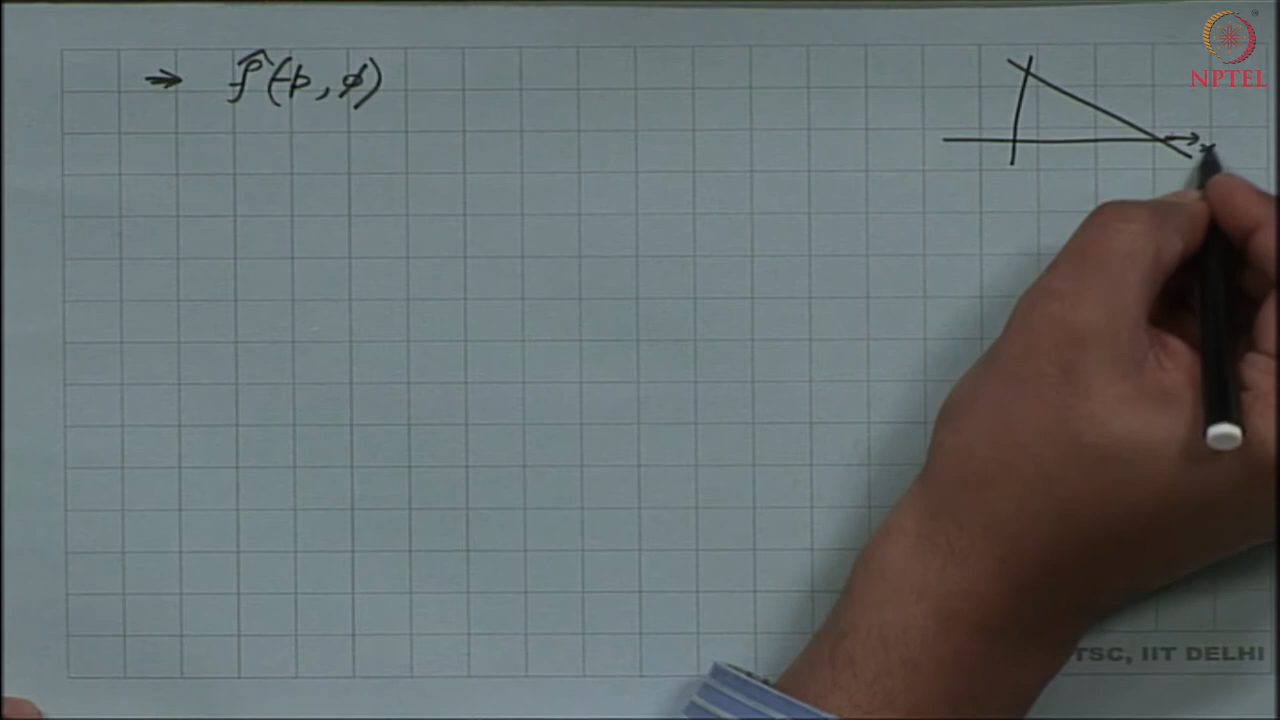 → f̂(p, φ)
x
NPTEL
TSC, IIT DELHI